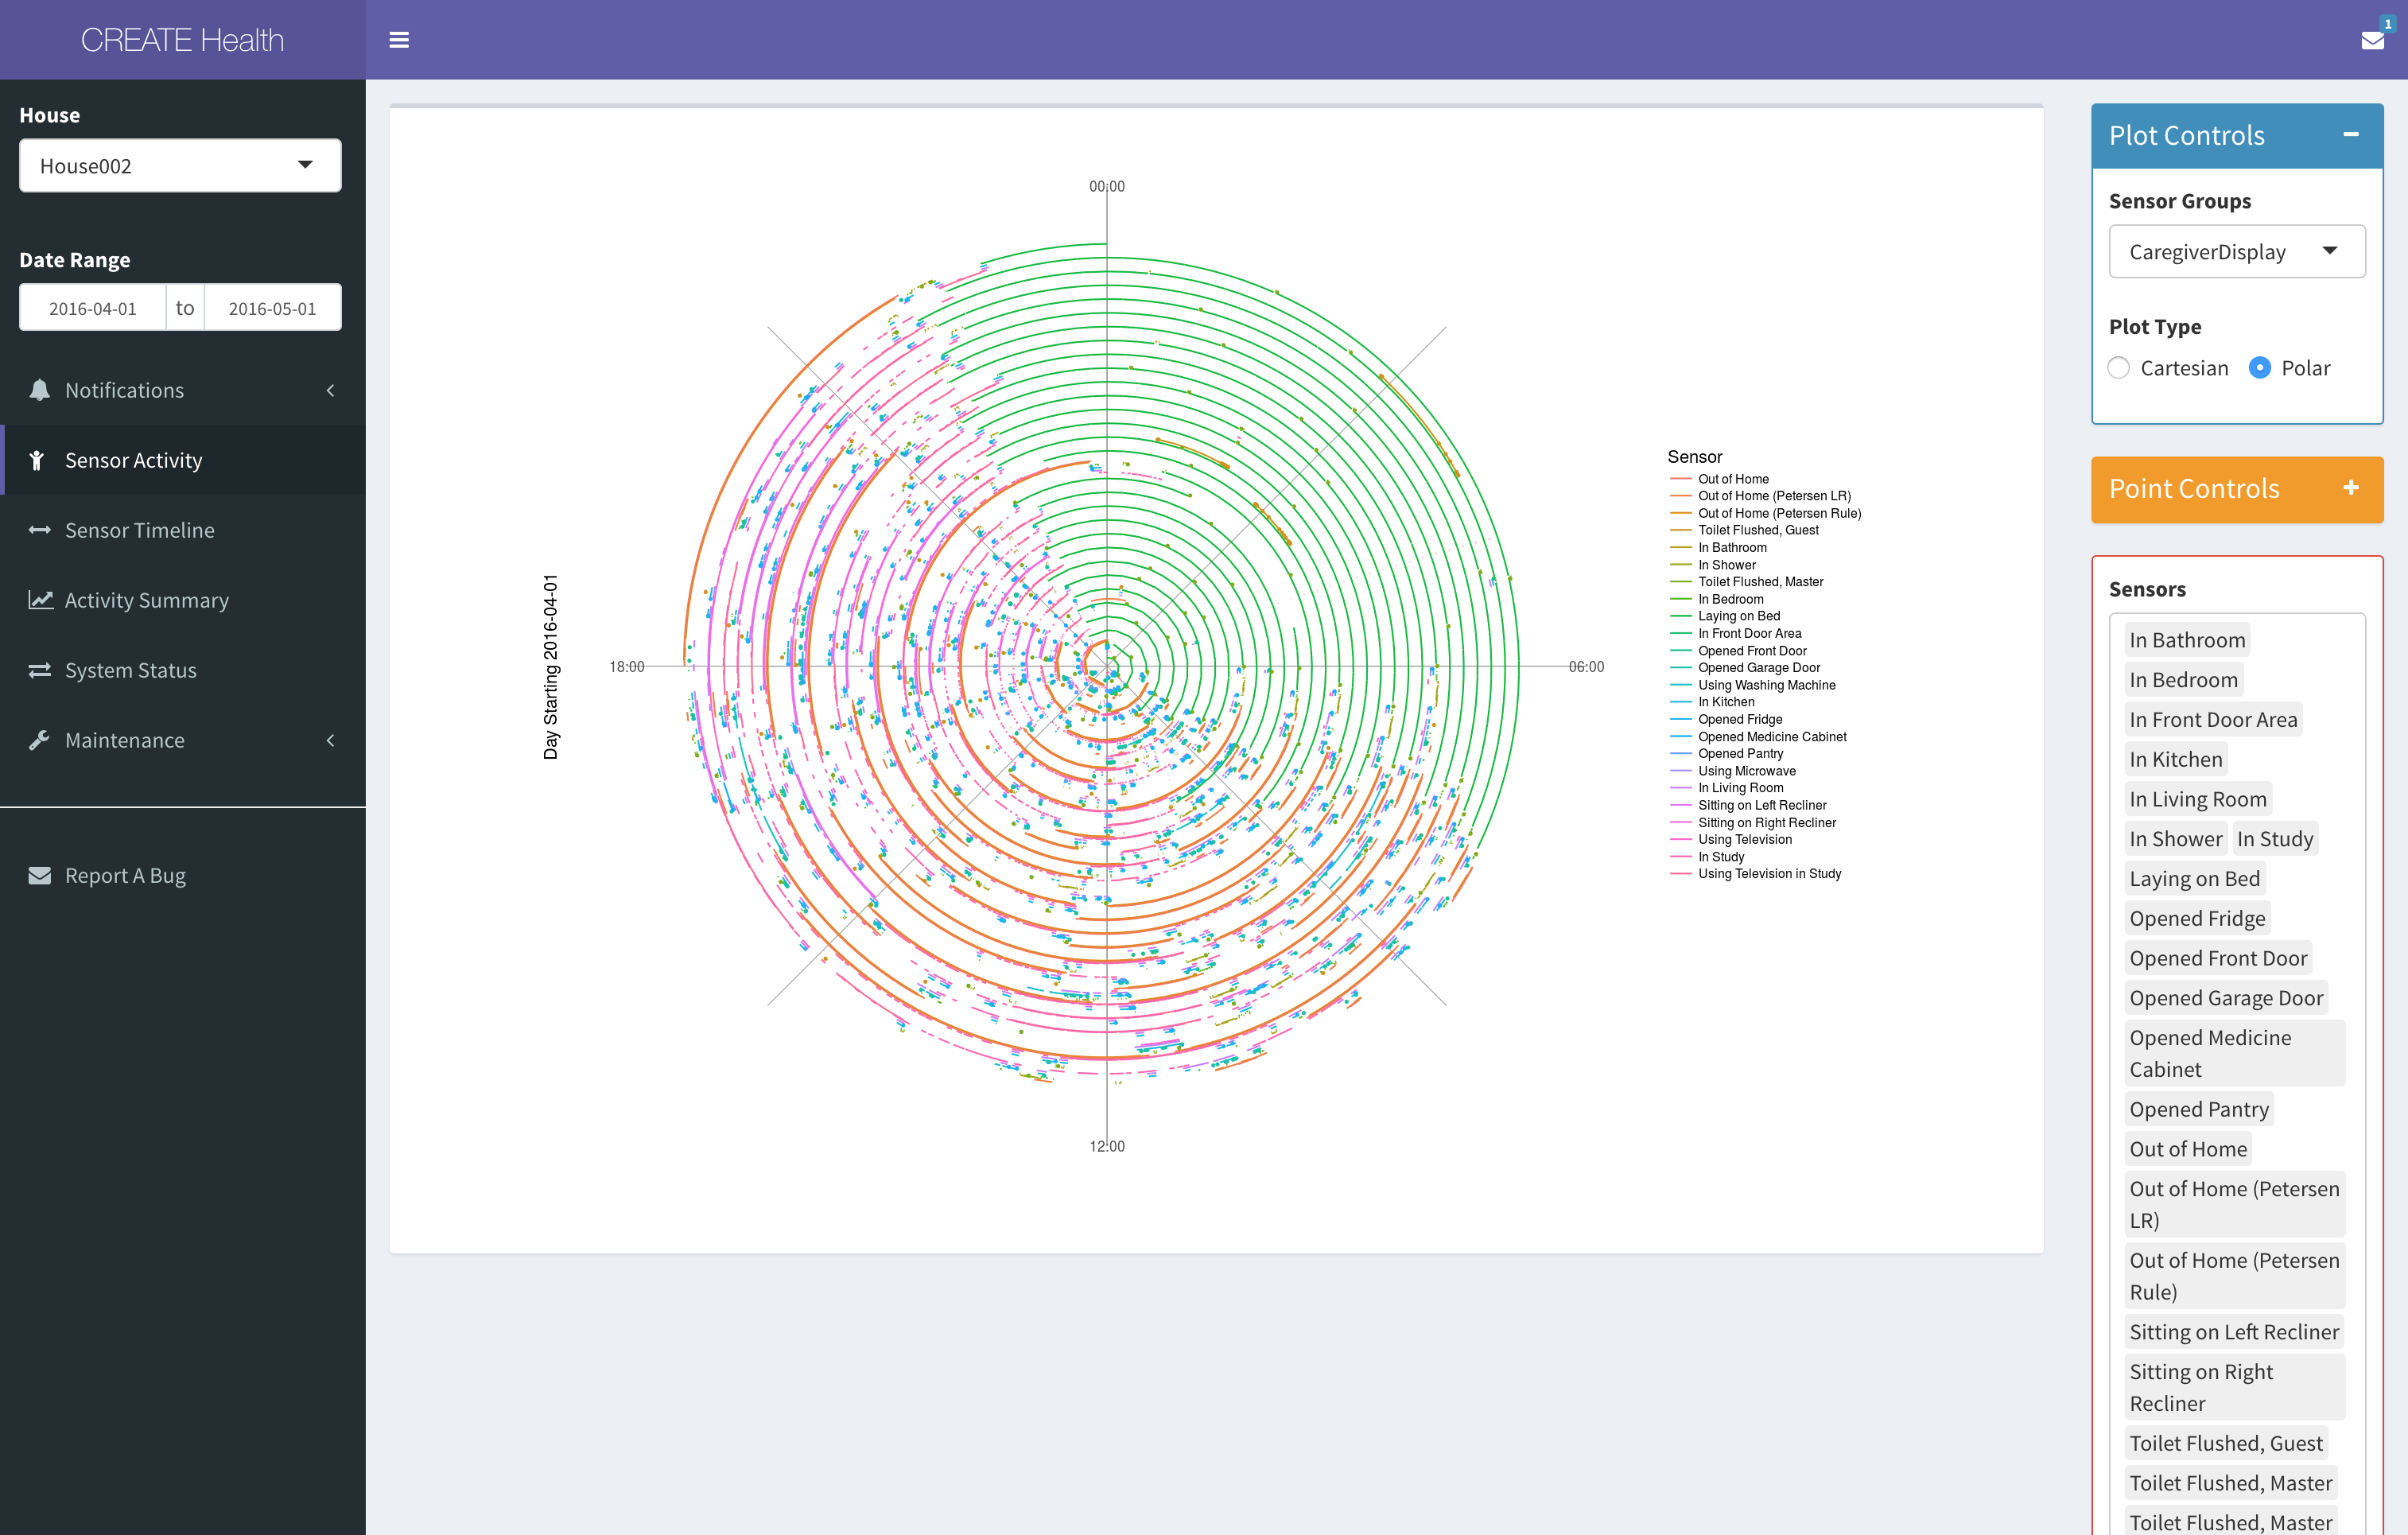 CREATE Health
1
House
House002
Date Range
2016-04-01 to 2016-05-01
Notifications
Sensor Activity
Sensor Timeline
Activity Summary
System Status
Maintenance
Report A Bug
00:00
06:00
12:00
18:00
Day Starting 2016-04-01
Sensor
Out of Home
Out of Home (Petersen LR)
Out of Home (Petersen Rule)
Toilet Flushed, Guest
In Bathroom
In Shower
Toilet Flushed, Master
In Bedroom
Laying on Bed
In Front Door Area
Opened Front Door
Opened Garage Door
Using Washing Machine
In Kitchen
Opened Fridge
Opened Medicine Cabinet
Opened Pantry
Using Microwave
In Living Room
Sitting on Left Recliner
Sitting on Right Recliner
Using Television
In Study
Using Television in Study
Plot Controls
Sensor Groups
CaregiverDisplay
Plot Type
Cartesian Polar
Point Controls
Sensors
In Bathroom
In Bedroom
In Front Door Area
In Kitchen
In Living Room
In Shower In Study
Laying on Bed
Opened Fridge
Opened Front Door
Opened Garage Door
Opened Medicine
Cabinet
Opened Pantry
Out of Home
Out of Home (Petersen
LR)
Out of Home (Petersen
Rule)
Sitting on Left Recliner
Sitting on Right
Recliner
Toilet Flushed, Guest
Toilet Flushed, Master
Toilet Flushed, Master